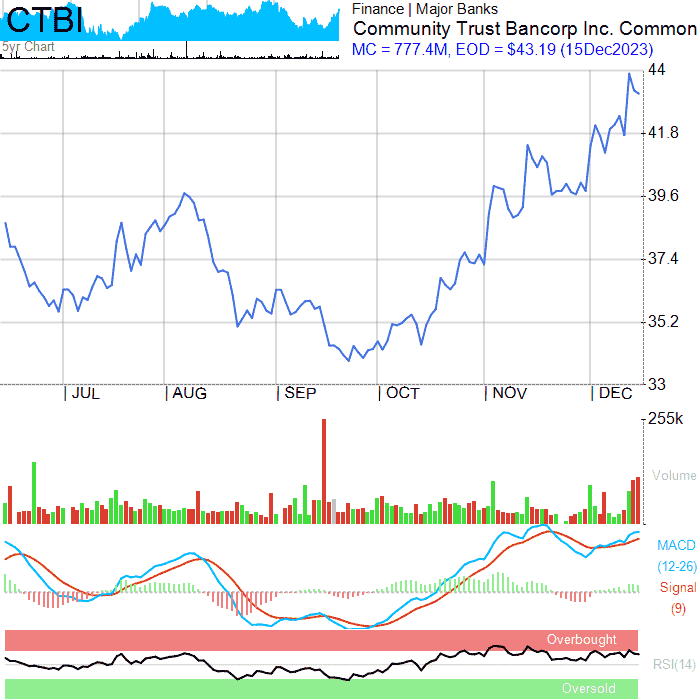 CTBI
5yr Chart
Finance | Major Banks
Community Trust Bancorp Inc. Common
MC = 777.4M, EOD = $43.19 (15Dec2023)
44
41.8
39.6
37.4
35.2
33
JUL
AUG
SEP
OCT
NOV
DEC
255k
Volume
MACD
(12-26)
Signal
(9)
Overbought
RSI(14)
Oversold